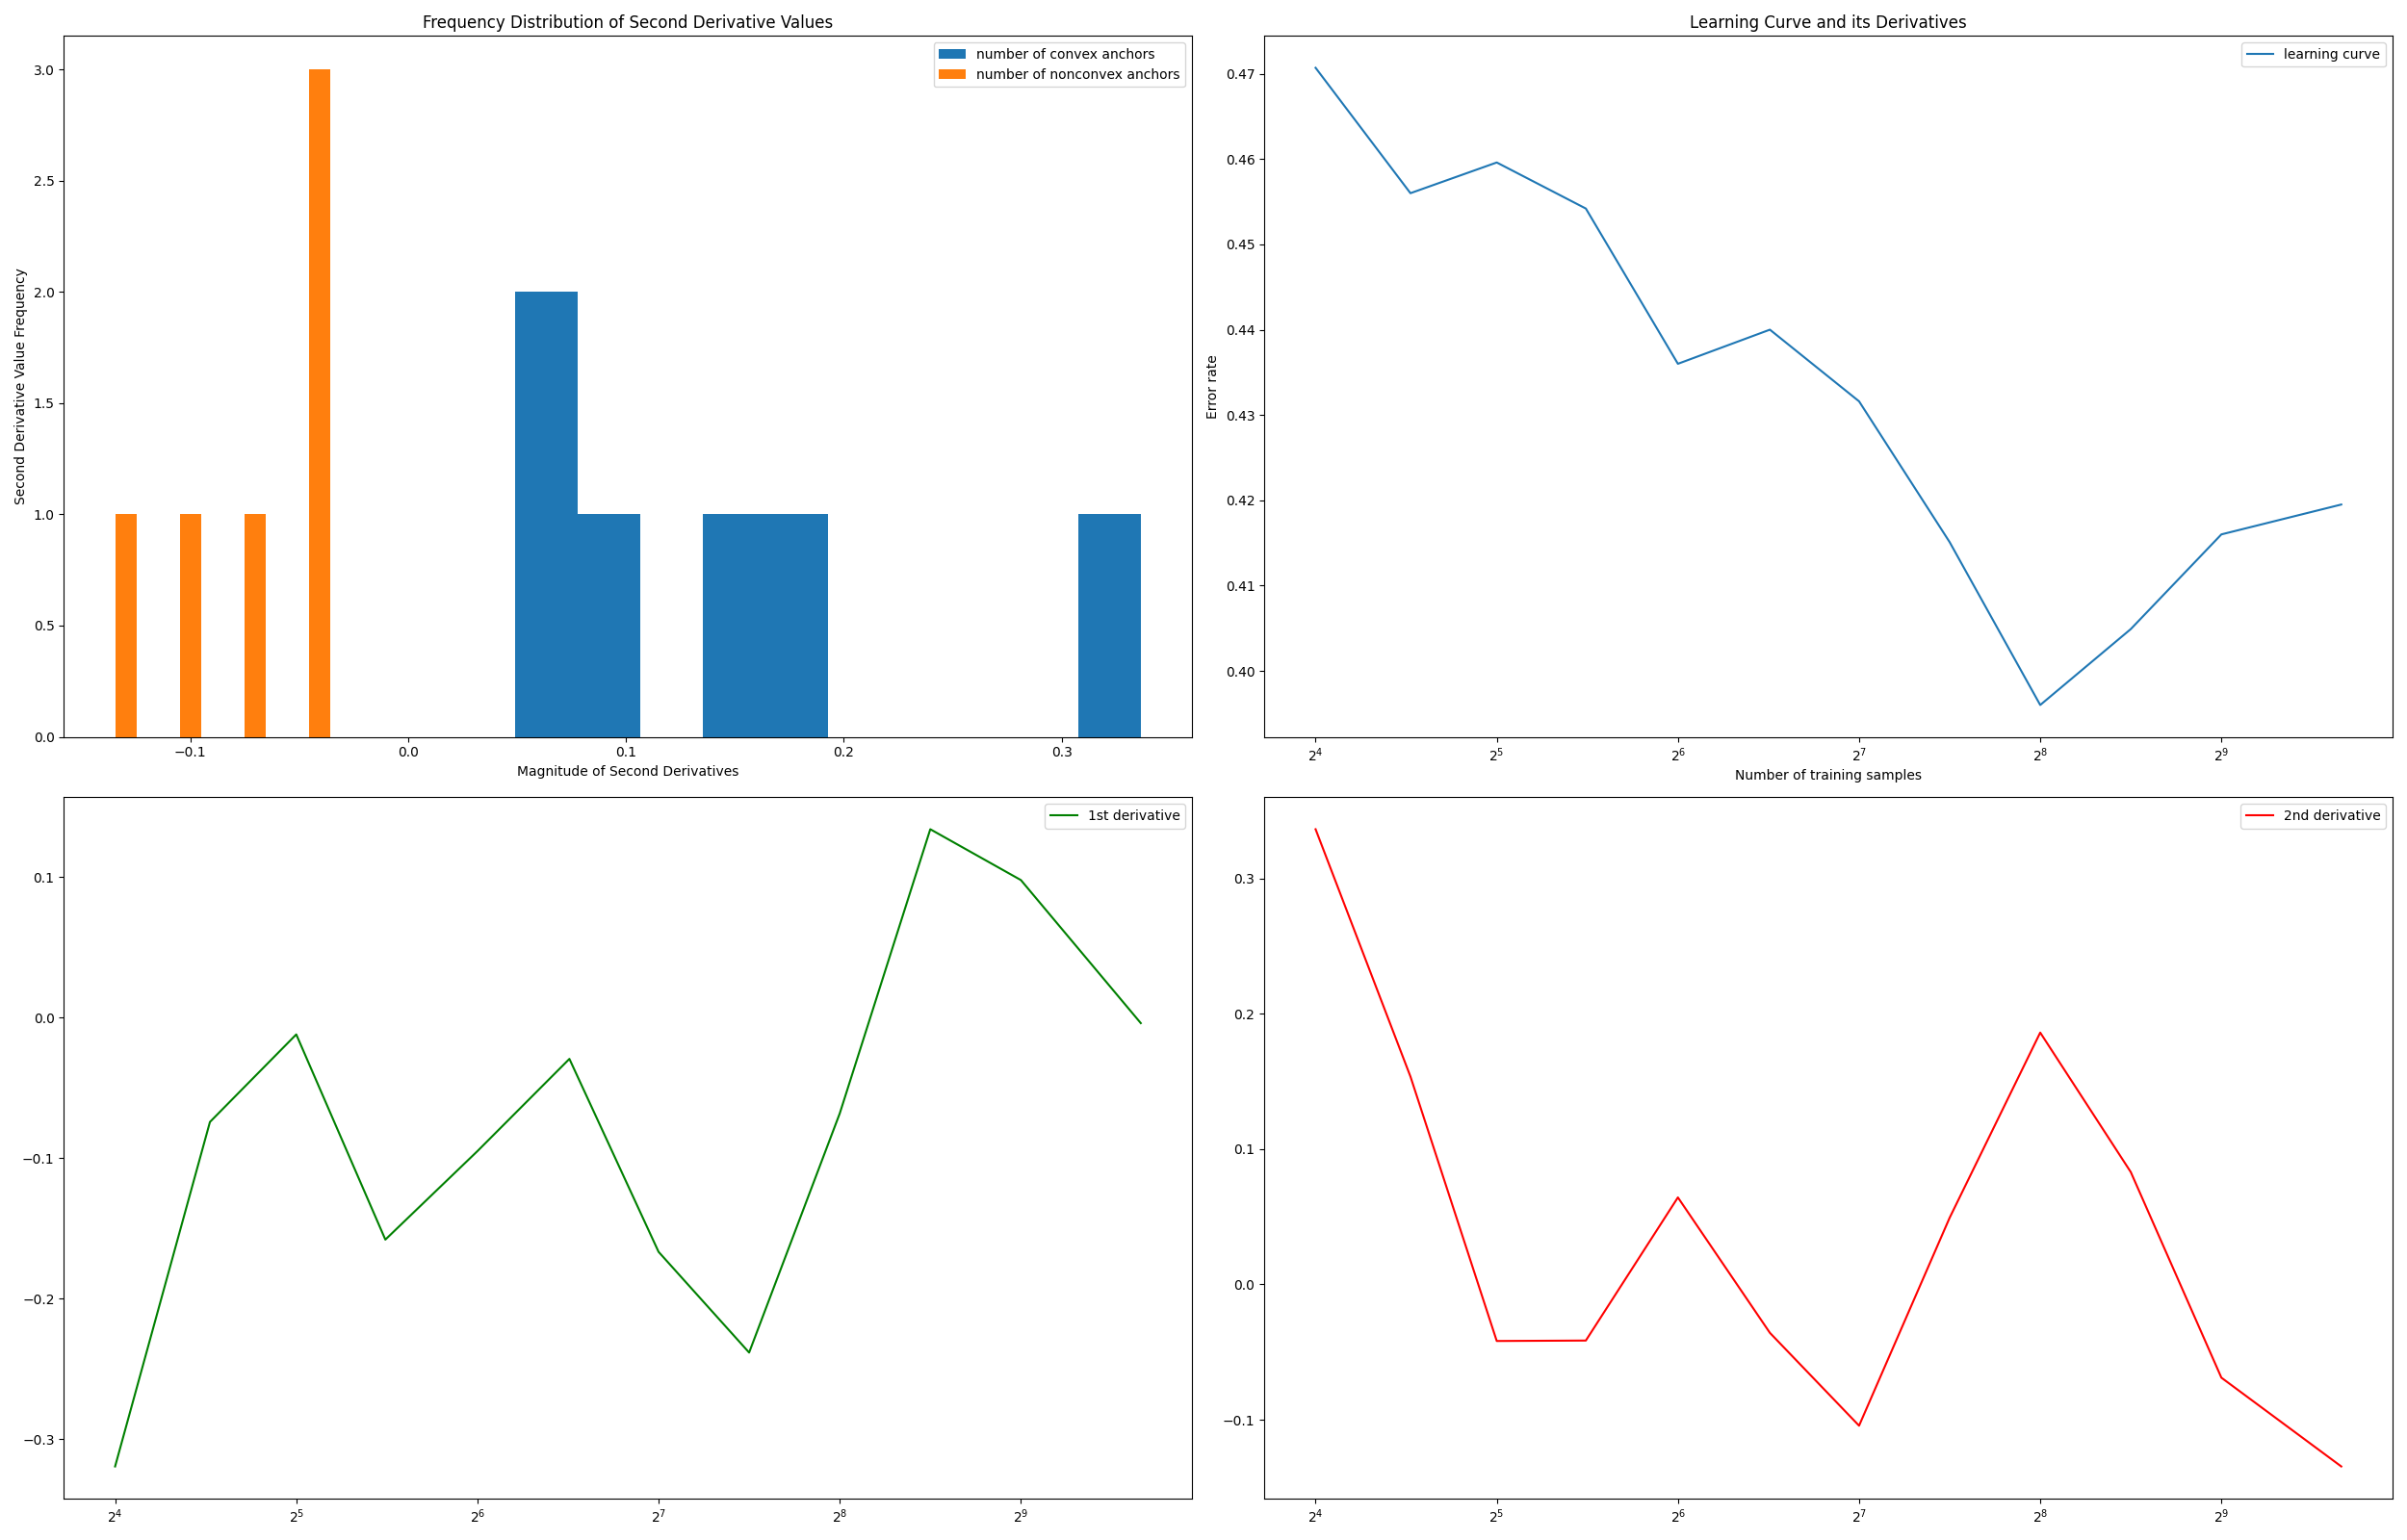 Frequency Distribution of Second Derivative Values
number of convex anchors
number of nonconvex anchors
3.0
2.5
2.0
1.5
1.0
0.5
0.0
Second Derivative Value Frequency
−0.1 0.0 0.1 0.2 0.3
Magnitude of Second Derivatives
Learning Curve and its Derivatives
learning curve
0.47
0.46
0.45
0.44
0.43
0.42
0.41
0.40
Error rate
2⁴ 2⁵ 2⁶ 2⁷ 2⁸ 2⁹
Number of training samples
1st derivative
0.1
0.0
−0.1
−0.2
−0.3
2⁴ 2⁵ 2⁶ 2⁷ 2⁸ 2⁹
2nd derivative
0.3
0.2
0.1
0.0
−0.1
2⁴ 2⁵ 2⁶ 2⁷ 2⁸ 2⁹